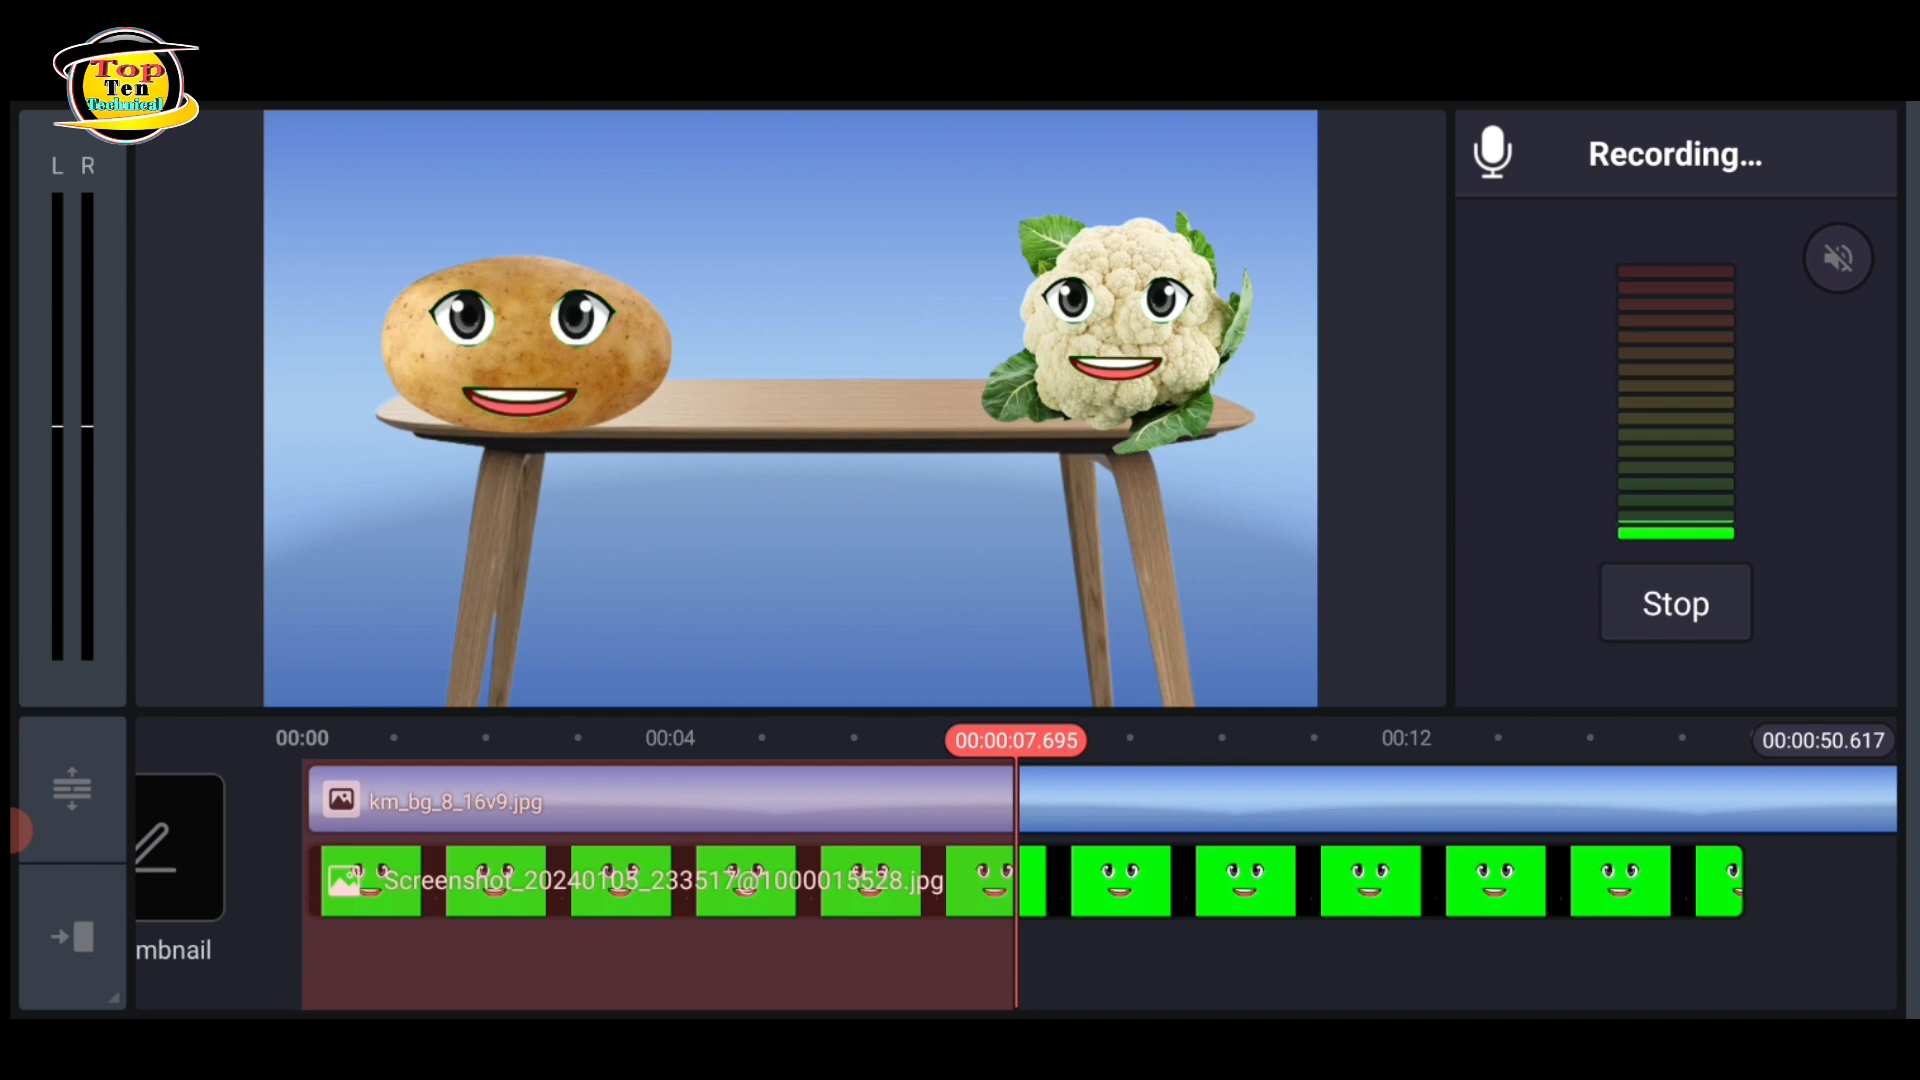 Top
Ten
Technical
L R
Recording...
Stop
00:00
00:04
00:00:07.695
00:12
00:00:50.617
km_bg_8_16v9.jpg
Screenshot_20240105_233517@1000015528.jpg
mbnail